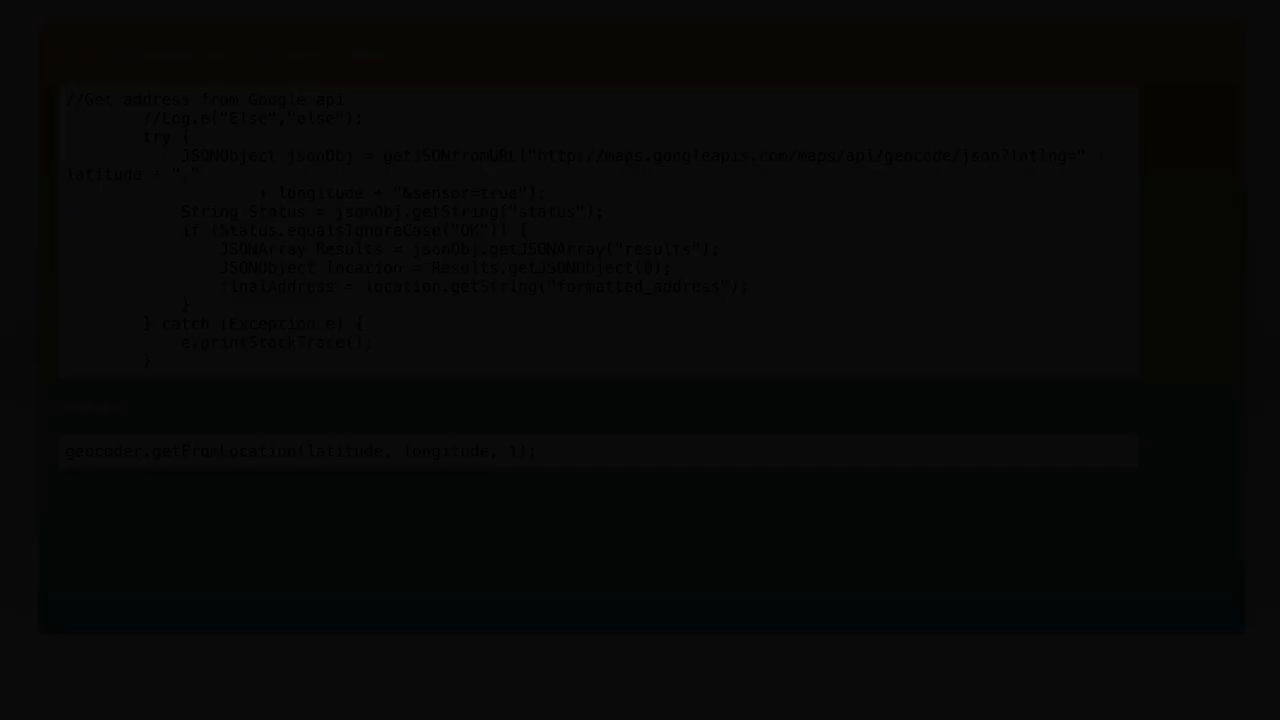 //Get address from Google api
//Log.e("Else","else");
try {
JSONObject jsonObj = getJSONfromURL("http://maps.googleapis.com/maps/api/geocode/json?latlng=" +
latitude + ","
+ longitude + "&sensor=true");
String Status = jsonObj.getString("status");
if (Status.equalsIgnoreCase("OK")) {
JSONArray Results = jsonObj.getJSONArray("results");
JSONObject location = Results.getJSONObject(0);
finalAddress = location.getString("formatted_address");
}
} catch (Exception e) {
e.printStackTrace();
}
geocoder.getFromLocation(latitude, longitude, 1);